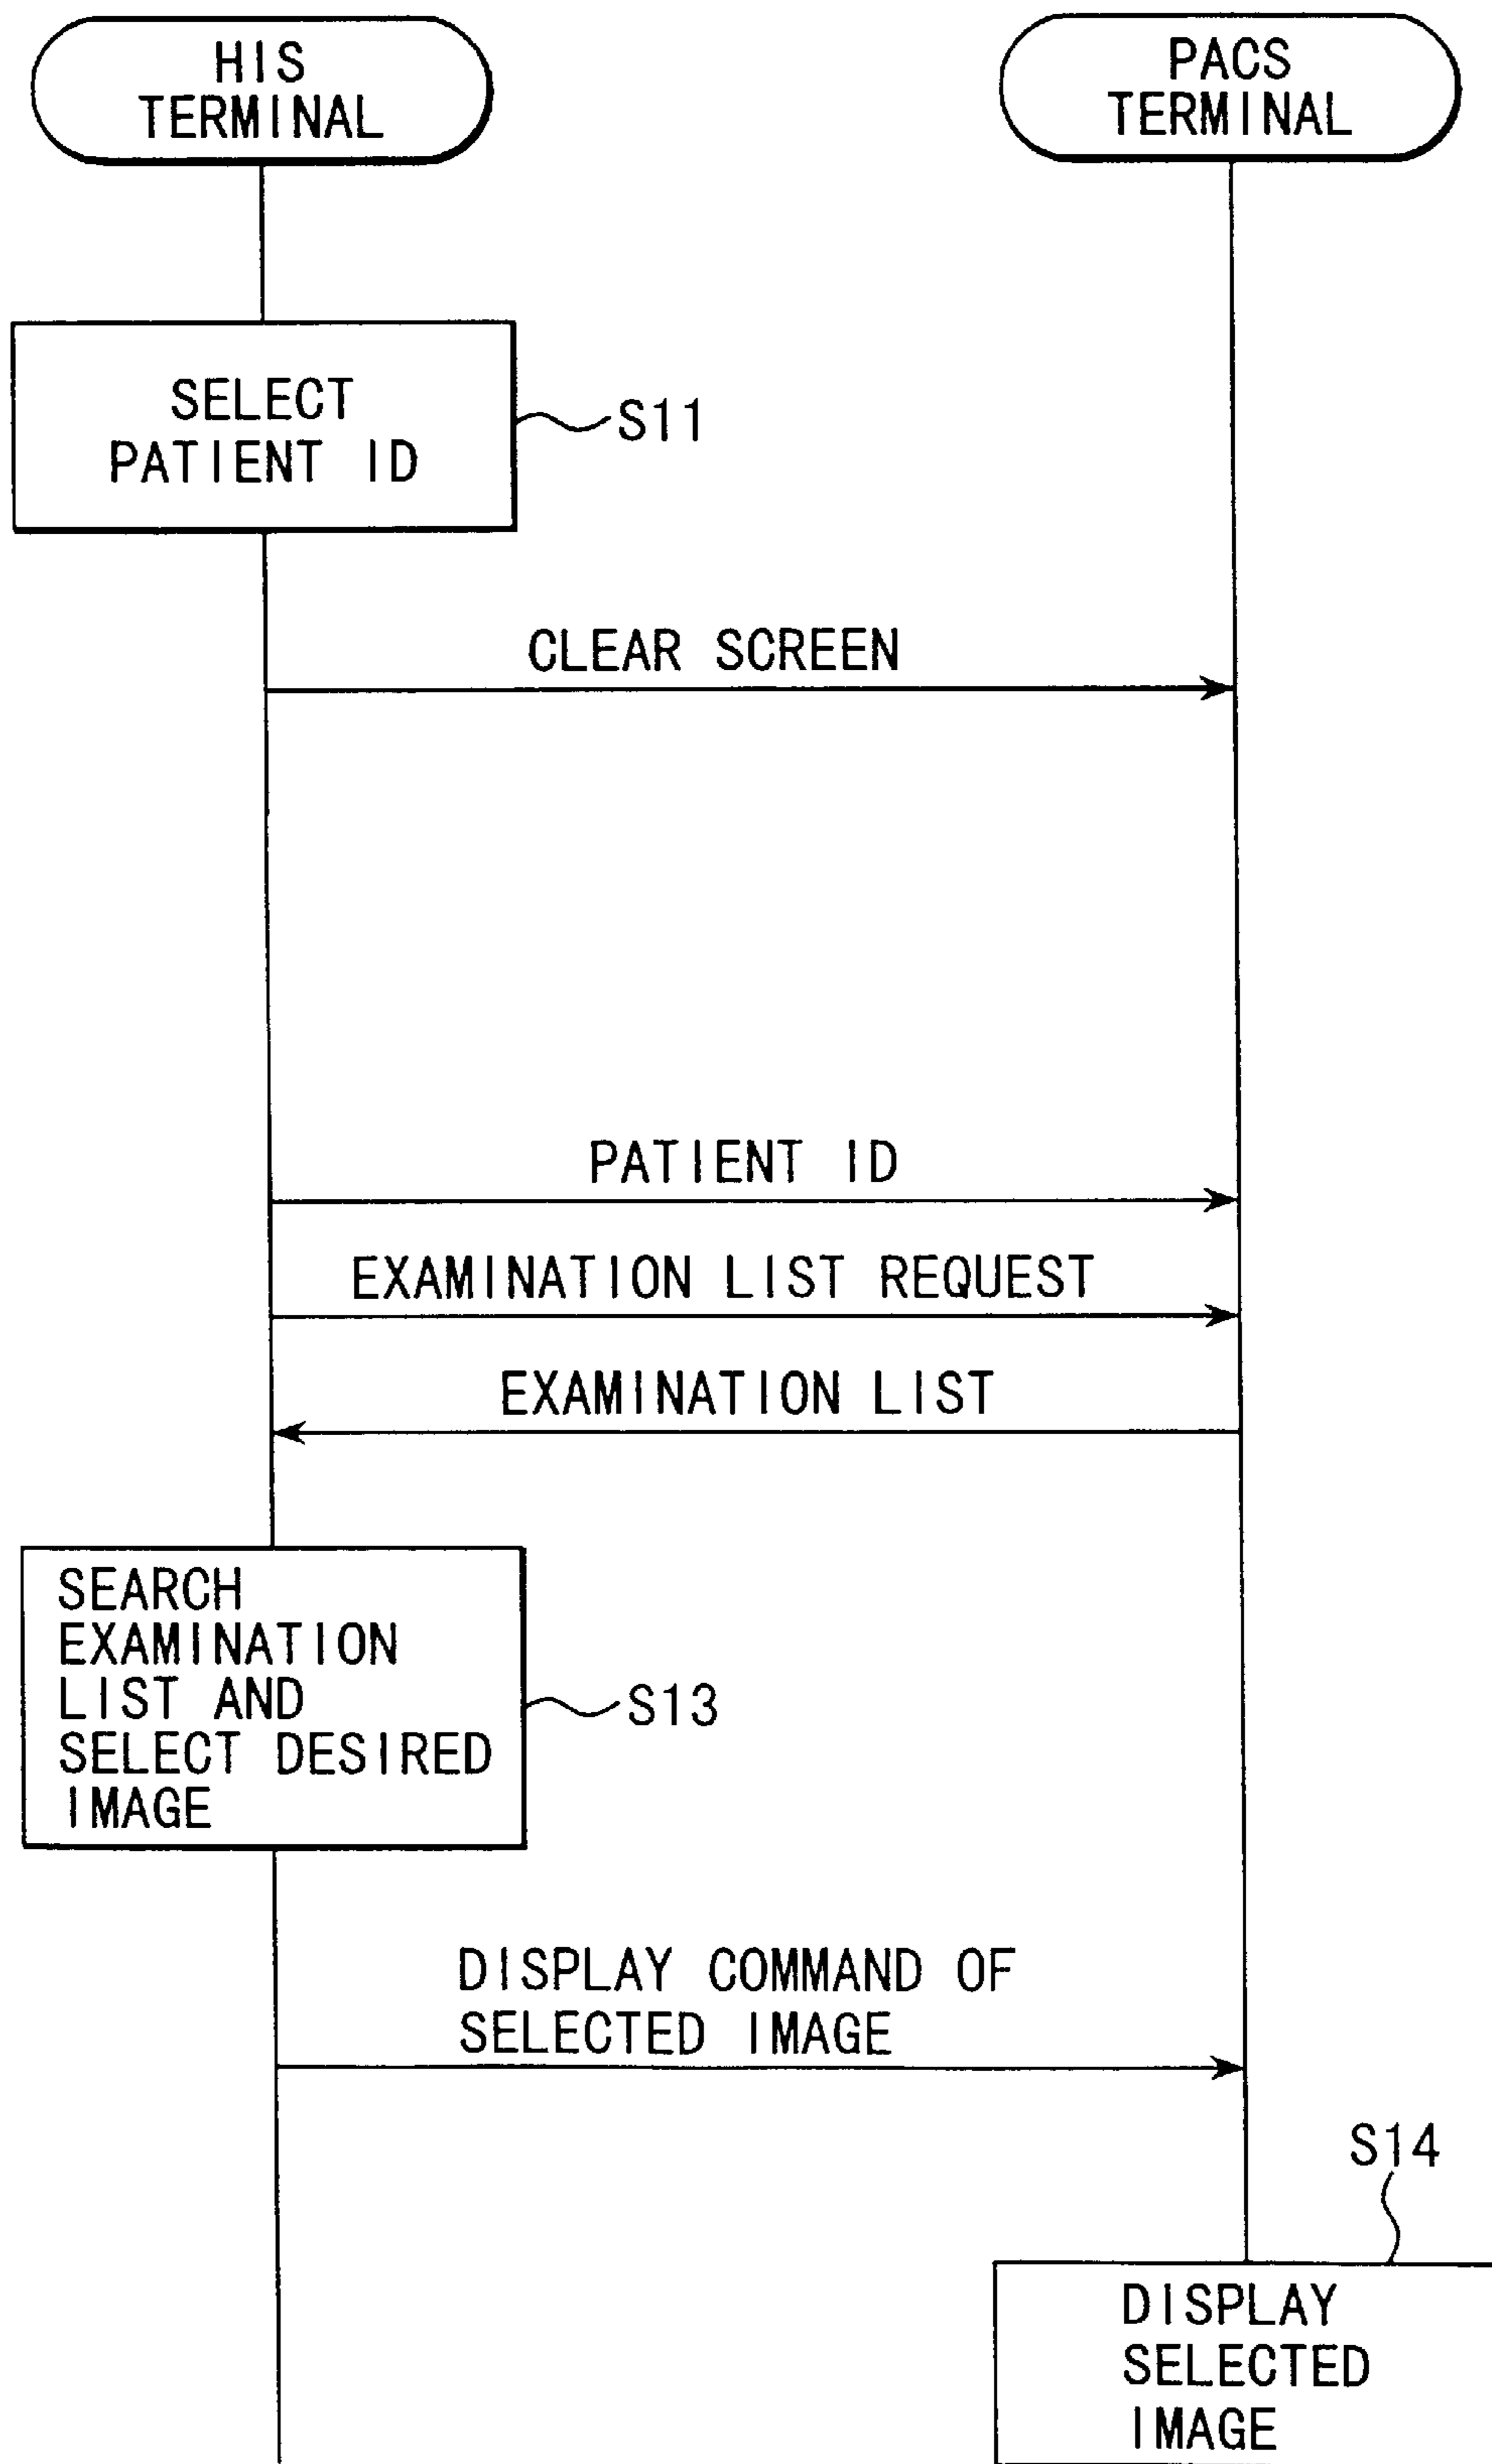 HIS
TERMINAL
PACS
TERMINAL
SELECT
PATIENT ID
S11
CLEAR SCREEN
PATIENT ID
EXAMINATION LIST REQUEST
EXAMINATION LIST
SEARCH
EXAMINATION
LIST AND
SELECT DESIRED
IMAGE
S13
DISPLAY COMMAND OF
SELECTED IMAGE
S14
DISPLAY
SELECTED
IMAGE